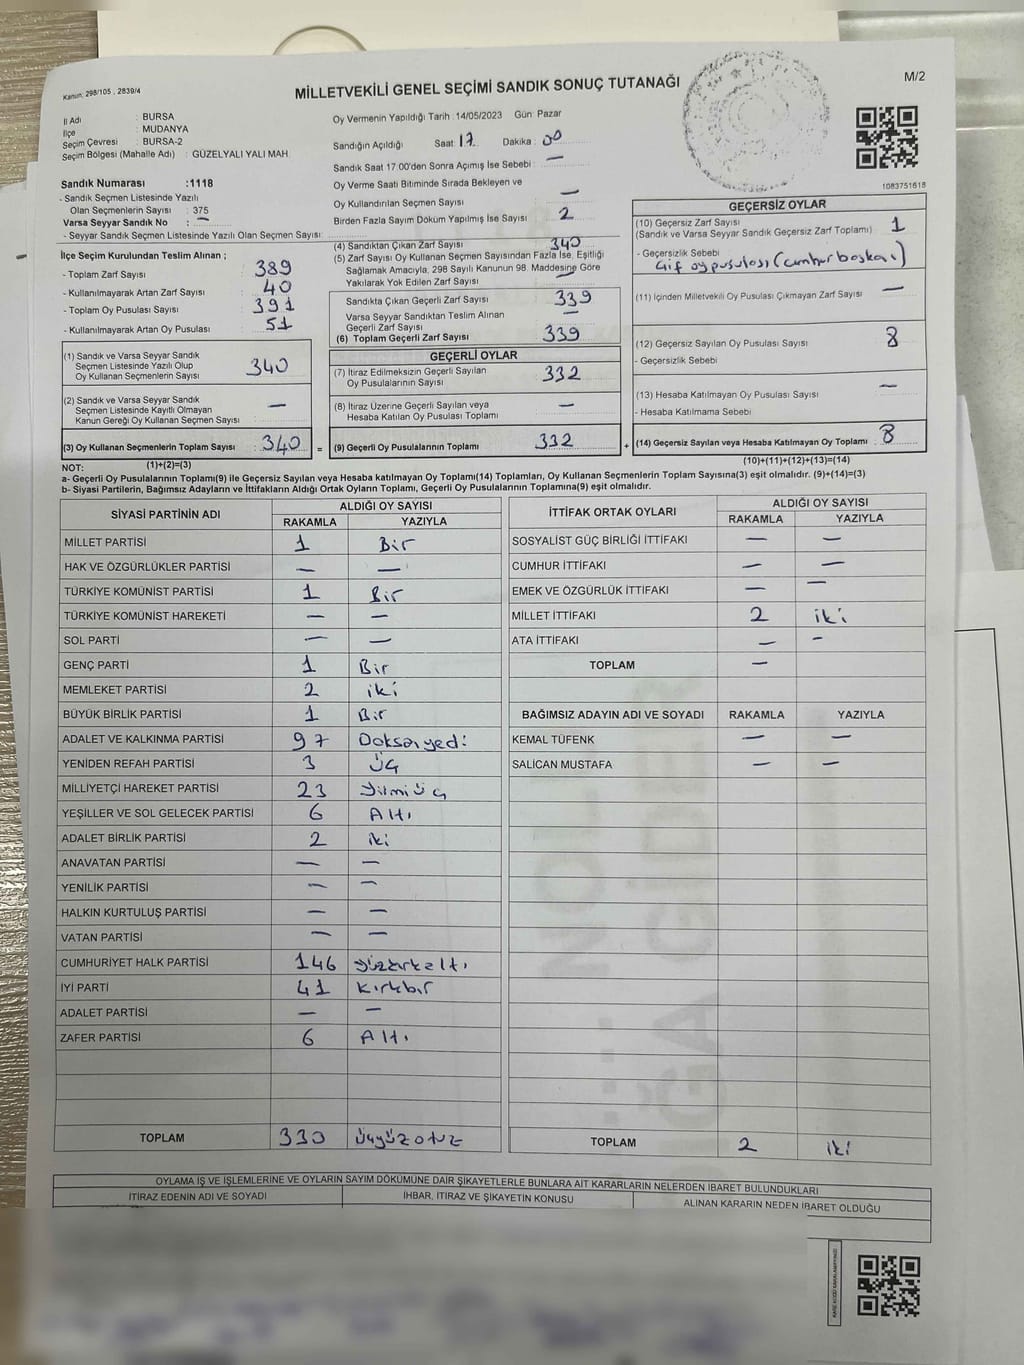 Kanun: 298/105 , 2839/4
MİLLETVEKİLİ GENEL SEÇİMİ SANDIK SONUÇ TUTANAĞI
M/2
İl Adı : BURSA
İlçe : MUDANYA
Seçim Çevresi : BURSA-2
Seçim Bölgesi (Mahalle Adı) : GÜZELYALI YALI MAH.
Oy Vermenin Yapıldığı Tarih :14/05/2023 Gün: Pazar
Sandığın Açıldığı Saat : 17 Dakika : 00
Sandık Saat 17.00'den Sonra Açımış İse Sebebi : —
Oy Verme Saati Bitiminde Sırada Bekleyen ve
Oy Kullandırılan Seçmen Sayısı —
Birden Fazla Sayım Döküm Yapılmış İse Sayısı 2
1083751618
Sandık Numarası :1118
- Sandık Seçmen Listesinde Yazılı
Olan Seçmenlerin Sayısı : 375
Varsa Seyyar Sandık No : —
- Seyyar Sandık Seçmen Listesinde Yazılı Olan Seçmen Sayısı:
İlçe Seçim Kurulundan Teslim Alınan ;
- Toplam Zarf Sayısı 389
- Kullanılmayarak Artan Zarf Sayısı 40
- Toplam Oy Pusulası Sayısı 391
- Kullanılmayarak Artan Oy Pusulası 51
(1) Sandık ve Varsa Seyyar Sandık
Seçmen Listesinde Yazılı Olup
Oy Kullanan Seçmenlerin Sayısı 340
(2) Sandık ve Varsa Seyyar Sandık
Seçmen Listesinde Kayıtlı Olmayan
Kanun Gereği Oy Kullanan Seçmen Sayısı —
(3) Oy Kullanan Seçmenlerin Toplam Sayısı 340 =
(4) Sandıktan Çıkan Zarf Sayısı 340
(5) Zarf Sayısı Oy Kullanan Seçmen Sayısından Fazla İse, Eşitliği
Sağlamak Amacıyla, 298 Sayılı Kanunun 98. Maddesine Göre
Yakılarak Yok Edilen Zarf Sayısı —
Sandıkta Çıkan Geçerli Zarf Sayısı 339
Varsa Seyyar Sandıktan Teslim Alınan
Geçerli Zarf Sayısı —
(6) Toplam Geçerli Zarf Sayısı 339
GEÇERLİ OYLAR
(7) İtiraz Edilmeksizin Geçerli Sayılan
Oy Pusulalarının Sayısı 332
(8) İtiraz Üzerine Geçerli Sayılan veya
Hesaba Katılan Oy Pusulası Toplamı —
(9) Geçerli Oy Pusulalarının Toplamı 332 +
GEÇERSİZ OYLAR
(10) Geçersiz Zarf Sayısı 1
(Sandık ve Varsa Seyyar Sandık Geçersiz Zarf Toplamı)
- Geçersizlik Sebebi
Çift oy pusulası (cumhurbaşkanı)
(11) İçinden Milletvekili Oy Pusulası Çıkmayan Zarf Sayısı —
(12) Geçersiz Sayılan Oy Pusulası Sayısı 8
- Geçersizlik Sebebi
(13) Hesaba Katılmayan Oy Pusulası Sayısı —
- Hesaba Katılmama Sebebi
(14) Geçersiz Sayılan veya Hesaba Katılmayan Oy Toplamı 8
NOT: (1)+(2)=(3) (10)+(11)+(12)+(13)=(14)
a- Geçerli Oy Pusulalarının Toplamı(9) ile Geçersiz Sayılan veya Hesaba katılmayan Oy Toplamı(14) Toplamları, Oy Kullanan Seçmenlerin Toplam Sayısına(3) eşit olmalıdır. (9)+(14)=(3)
b- Siyasi Partilerin, Bağımsız Adayların ve İttifakların Aldığı Ortak Oyların Toplamı, Geçerli Oy Pusulalarının Toplamına(9) eşit olmalıdır.
SİYASİ PARTİNİN ADI ALDIĞI OY SAYISI
RAKAMLA YAZIYLA
MİLLET PARTİSİ 1 Bir
HAK VE ÖZGÜRLÜKLER PARTİSİ — —
TÜRKİYE KOMÜNİST PARTİSİ 1 Bir
TÜRKİYE KOMÜNİST HAREKETİ — —
SOL PARTİ — —
GENÇ PARTİ 1 Bir
MEMLEKET PARTİSİ 2 iki
BÜYÜK BİRLİK PARTİSİ 1 Bir
ADALET VE KALKINMA PARTİSİ 97 Doksanyedi
YENİDEN REFAH PARTİSİ 3 Üç
MİLLİYETÇİ HAREKET PARTİSİ 23 Yirmiüç
YEŞİLLER VE SOL GELECEK PARTİSİ 6 Altı
ADALET BİRLİK PARTİSİ 2 iki
ANAVATAN PARTİSİ — —
YENİLİK PARTİSİ — —
HALKIN KURTULUŞ PARTİSİ — —
VATAN PARTİSİ — —
CUMHURİYET HALK PARTİSİ 146 Yüzkırkaltı
İYİ PARTİ 41 Kırkbir
ADALET PARTİSİ — —
ZAFER PARTİSİ 6 Altı
TOPLAM 330 üçyüzotuz
İTTİFAK ORTAK OYLARI ALDIĞI OY SAYISI
RAKAMLA YAZIYLA
SOSYALİST GÜÇ BİRLİĞİ İTTİFAKI — —
CUMHUR İTTİFAKI — —
EMEK VE ÖZGÜRLÜK İTTİFAKI — —
MİLLET İTTİFAKI 2 iki
ATA İTTİFAKI — —
TOPLAM —
BAĞIMSIZ ADAYIN ADI VE SOYADI RAKAMLA YAZIYLA
KEMAL TÜFENK — —
SALİCAN MUSTAFA — —
TOPLAM 2 iki
OYLAMA İŞ VE İŞLEMLERİNE VE OYLARIN SAYIM DÖKÜMÜNE DAİR ŞİKAYETLERLE BUNLARA AİT KARARLARIN NELERDEN İBARET BULUNDUKLARI
İTİRAZ EDENİN ADI VE SOYADI İHBAR, İTİRAZ VE ŞİKAYETİN KONUSU ALINAN KARARIN NEDEN İBARET OLDUĞU